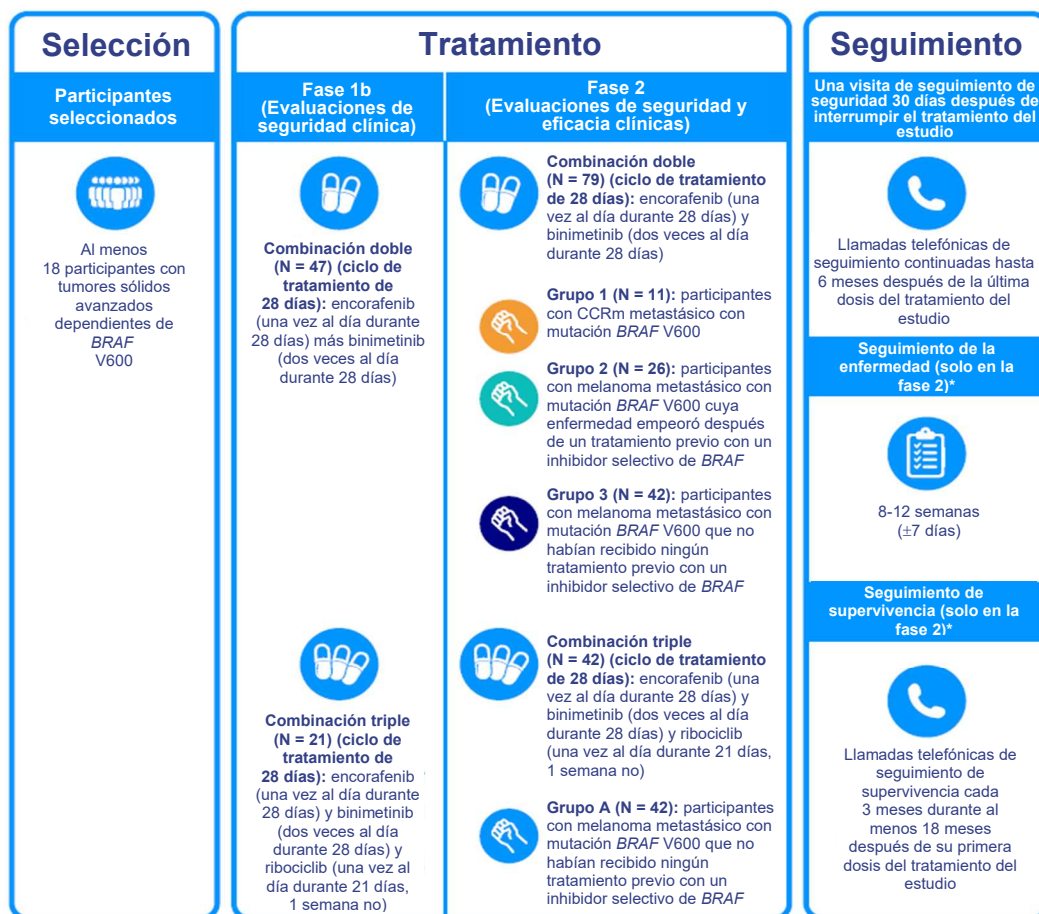 Selección
Participantes
seleccionados
Al menos
18 participantes con
tumores sólidos
avanzados
dependientes de
BRAF
V600
Tratamiento
Fase 1b
(Evaluaciones de
seguridad clínica)
Combinación doble
(N = 47) (ciclo de
tratamiento de
28 días): encorafenib
(una vez al día durante
28 días) más binimetinib
(dos veces al día
durante 28 días)
Combinación triple
(N = 21) (ciclo de
tratamiento de
28 días): encorafenib
(una vez al día durante
28 días) y binimetinib
(dos veces al día
durante 28 días) y
ribociclib (una vez al
día durante 21 días,
1 semana no)
Fase 2
(Evaluaciones de seguridad y
eficacia clínicas)
Combinación doble
(N = 79) (ciclo de tratamiento
de 28 días): encorafenib (una
vez al día durante 28 días) y
binimetinib (dos veces al día
durante 28 días)
Grupo 1 (N = 11): participantes
con CCRm metastásico con
mutación BRAF V600
Grupo 2 (N = 26): participantes
con melanoma metastásico con
mutación BRAF V600 cuya
enfermedad empeoró después
de un tratamiento previo con un
inhibidor selectivo de BRAF
Grupo 3 (N = 42): participantes
con melanoma metastásico con
mutación BRAF V600 que no
habían recibido ningún
tratamiento previo con un
inhibidor selectivo de BRAF
Combinación triple
(N = 42) (ciclo de tratamiento
de 28 días): encorafenib (una
vez al día durante 28 días) y
binimetinib (dos veces al día
durante 28 días) y ribociclib
(una vez al día durante 21 días,
1 semana no)
Grupo A (N = 42): participantes
con melanoma metastásico con
mutación BRAF V600 que no
habían recibido ningún
tratamiento previo con un
inhibidor selectivo de BRAF
Seguimiento
Una visita de seguimiento de
seguridad 30 días después de
interrumpir el tratamiento del
estudio
Llamadas telefónicas de
seguimiento continuadas hasta
6 meses después de la última
dosis del tratamiento del
estudio
Seguimiento de la
enfermedad (solo en la
fase 2)*
8-12 semanas
(±7 días)
Seguimiento de
supervivencia (solo en la
fase 2)*
Llamadas telefónicas de
seguimiento de
supervivencia cada
3 meses durante al
menos 18 meses
después de su primera
dosis del tratamiento del
estudio